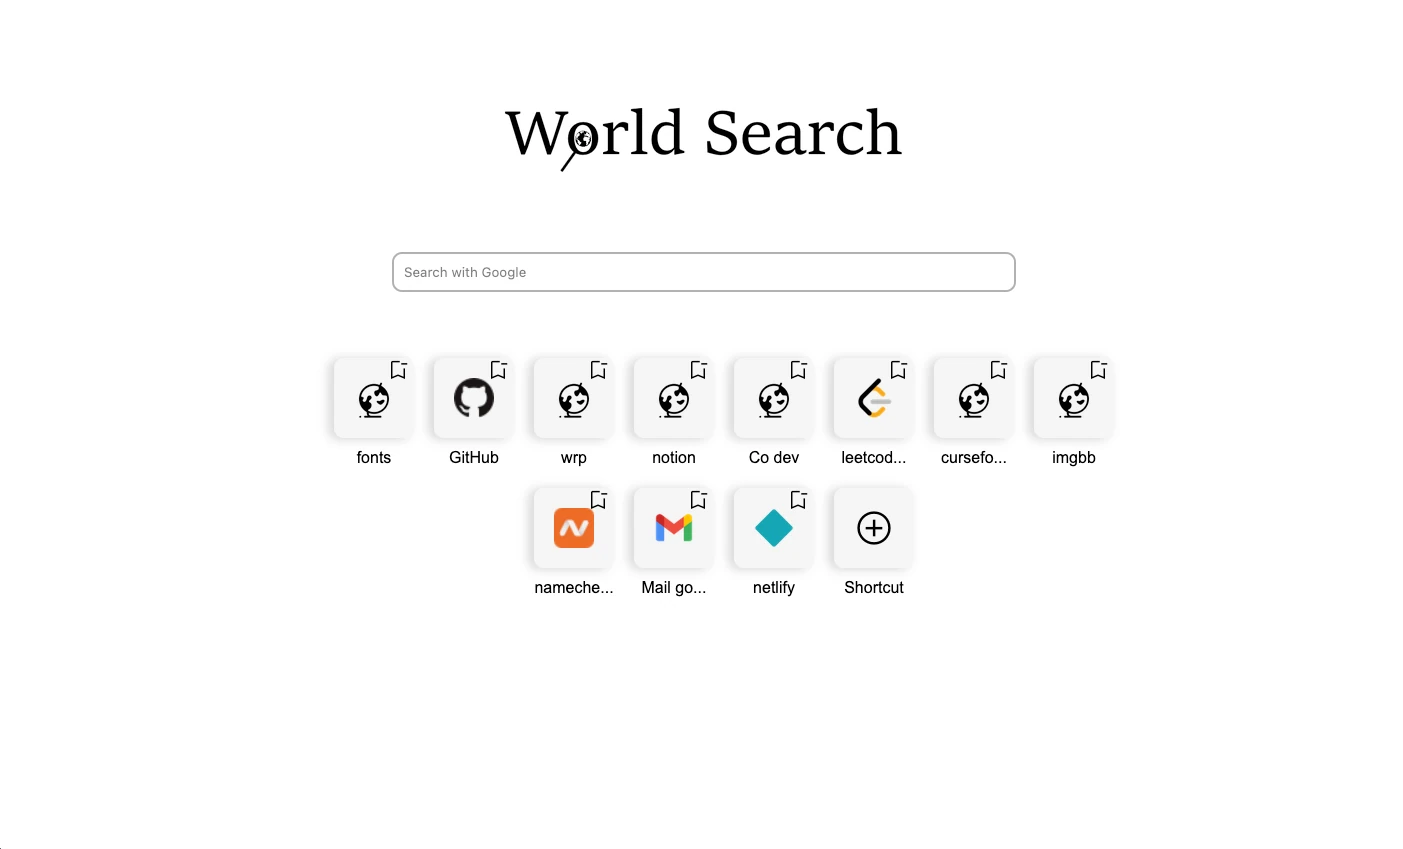 World Search
Search with Google
fonts GitHub wrp notion Co dev leetcod... cursefo... imgbb
nameche... Mail go... netlify Shortcut